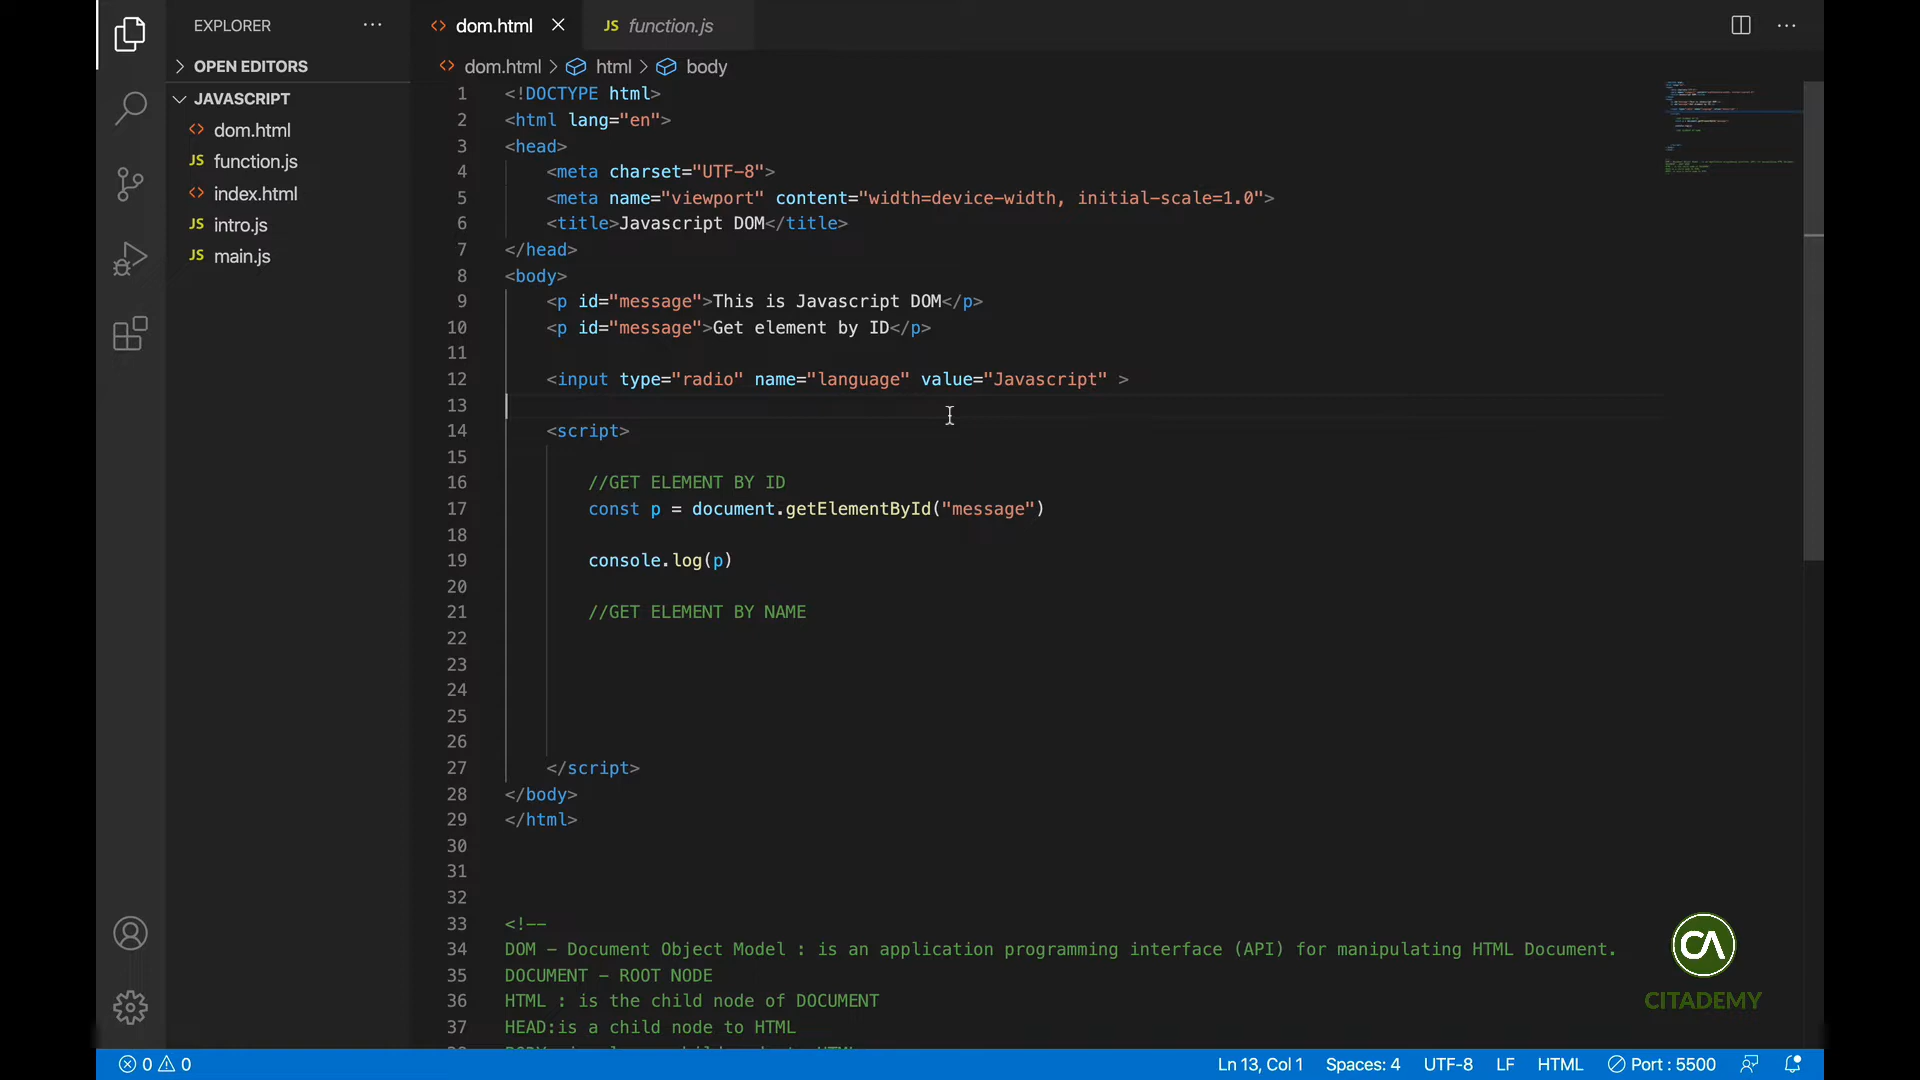 EXPLORER
OPEN EDITORS
JAVASCRIPT
dom.html
JS function.js
index.html
JS intro.js
JS main.js
dom.html
JS function.js
dom.html > html > body
1 <!DOCTYPE html>
2 <html lang="en">
3 <head>
4 <meta charset="UTF-8">
5 <meta name="viewport" content="width=device-width, initial-scale=1.0">
6 <title>Javascript DOM</title>
7 </head>
8 <body>
9 <p id="message">This is Javascript DOM</p>
10 <p id="message">Get element by ID</p>
11
12 <input type="radio" name="language" value="Javascript" >
13
14 <script>
15
16 //GET ELEMENT BY ID
17 const p = document.getElementById("message")
18
19 console.log(p)
20
21 //GET ELEMENT BY NAME
22
23
24
25
26
27 </script>
28 </body>
29 </html>
30
31
32
33 <!--
34 DOM - Document Object Model : is an application programming interface (API) for manipulating HTML Document.
35 DOCUMENT - ROOT NODE
36 HTML : is the child node of DOCUMENT
37 HEAD:is a child node to HTML
CA
CITADEMY
0 0
Ln 13, Col 1 Spaces: 4 UTF-8 LF HTML Port : 5500